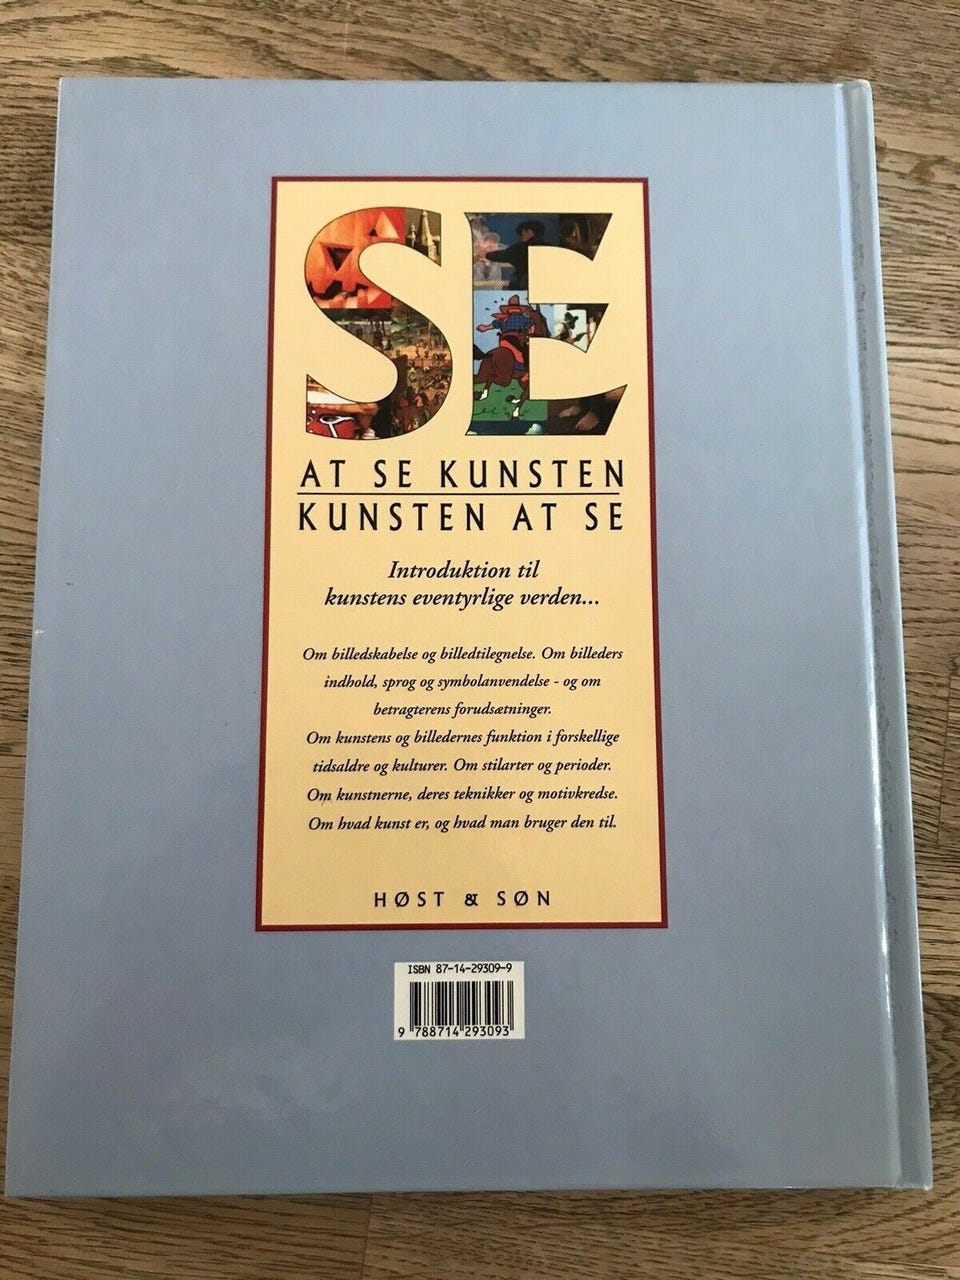 SE
AT SE KUNSTEN
KUNSTEN AT SE
Introduktion til
kunstens eventyrlige verden...
Om billedskabelse og billedtilegnelse. Om billeders
indhold, sprog og symbolanvendelse - og om
betragterens forudsætninger.
Om kunstens og billedernes funktion i forskellige
tidsaldre og kulturer. Om stilarter og perioder.
Om kunstnerne, deres teknikker og motivkredse.
Om hvad kunst er, og hvad man bruger den til.
HØST & SØN
ISBN 87-14-29309-9
9 788714 293093